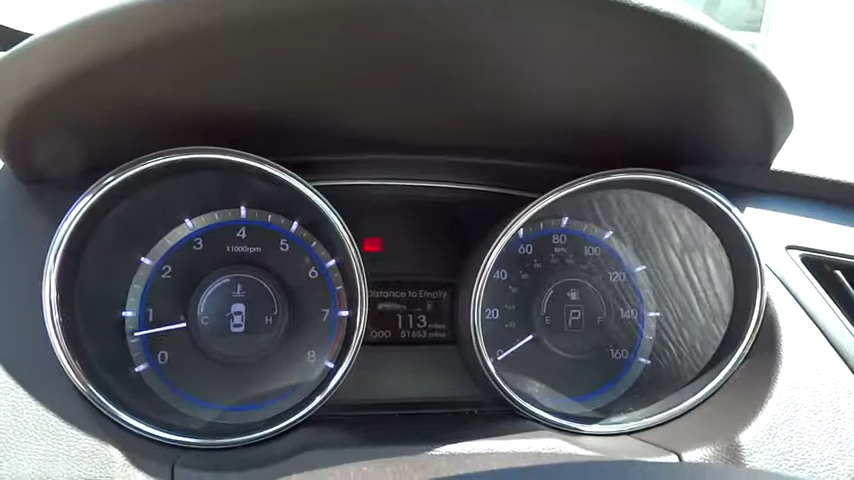 0 1 2 3 4 5 6 7 8
x1000rpm
C H
Distance to Empty
113 miles
51653 miles
0 20 40 60 80 100 120 140 160
MPH
E F
P